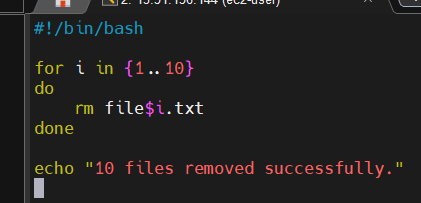 #!/bin/bash
for i in {1..10}
do
    rm file$i.txt
done
echo "10 files removed successfully."